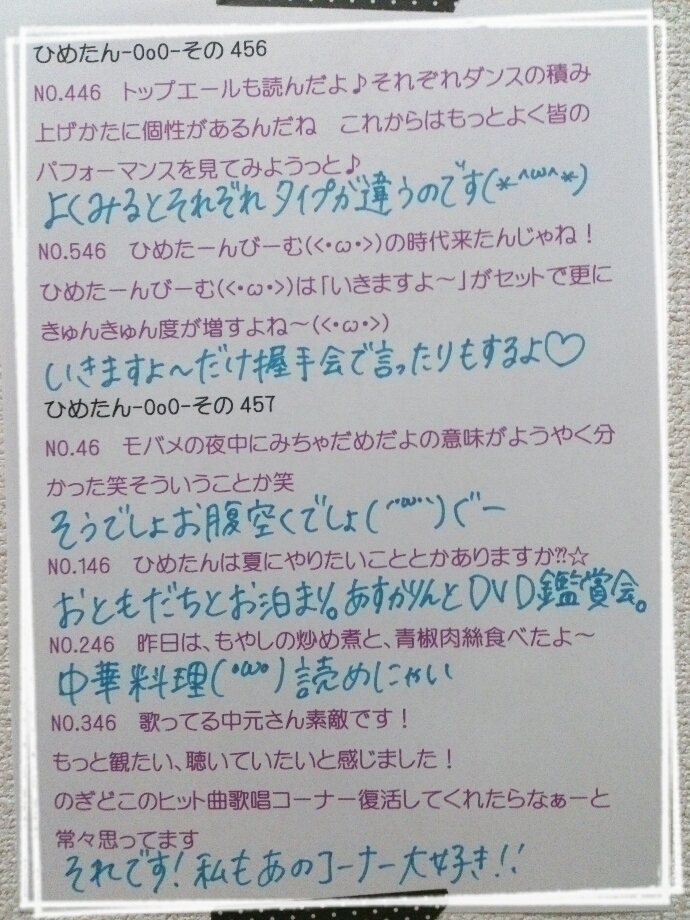 ひめたん-OoO-その456
NO.446　トップエールも読んだよ♪それぞれダンスの積み
上げかたに個性があるんだね　これからはもっとよく皆の
パフォーマンスを見てみようっと♪
よくみるとそれぞれタイプが違うのです(*^ω^*)
NO.546　ひめたーんびーむ(<・ω・>)の時代来たんじゃね！
ひめたーんびーむ(<・ω・>)は「いきますよ～」がセットで更に
きゅんきゅん度が増すよね～(<・ω・>)
いきますよ～だけ握手会で言ったりもするよ♡
ひめたん-OoO-その457
NO.46　モバメの夜中にみちゃだめだよの意味がようやく分
かった笑そういうことか笑
そうでしょお腹空くでしょ(´･ω･`)ぐー
NO.146　ひめたんは夏にやりたいこととかありますか⁇☆
おともだちとお泊まり。あすかりんとDVD鑑賞会。
NO.246　昨日は、もやしの炒め煮と、青椒肉絲食べたよ～
中華料理(･ω･)読めにゃい
NO.346　歌ってる中元さん素敵です！
もっと観たい、聴いていたいと感じました！
のぎどこのヒット曲歌唱コーナー復活してくれたらなぁーと
常々思ってます
それです！私もあのコーナー大好き！！